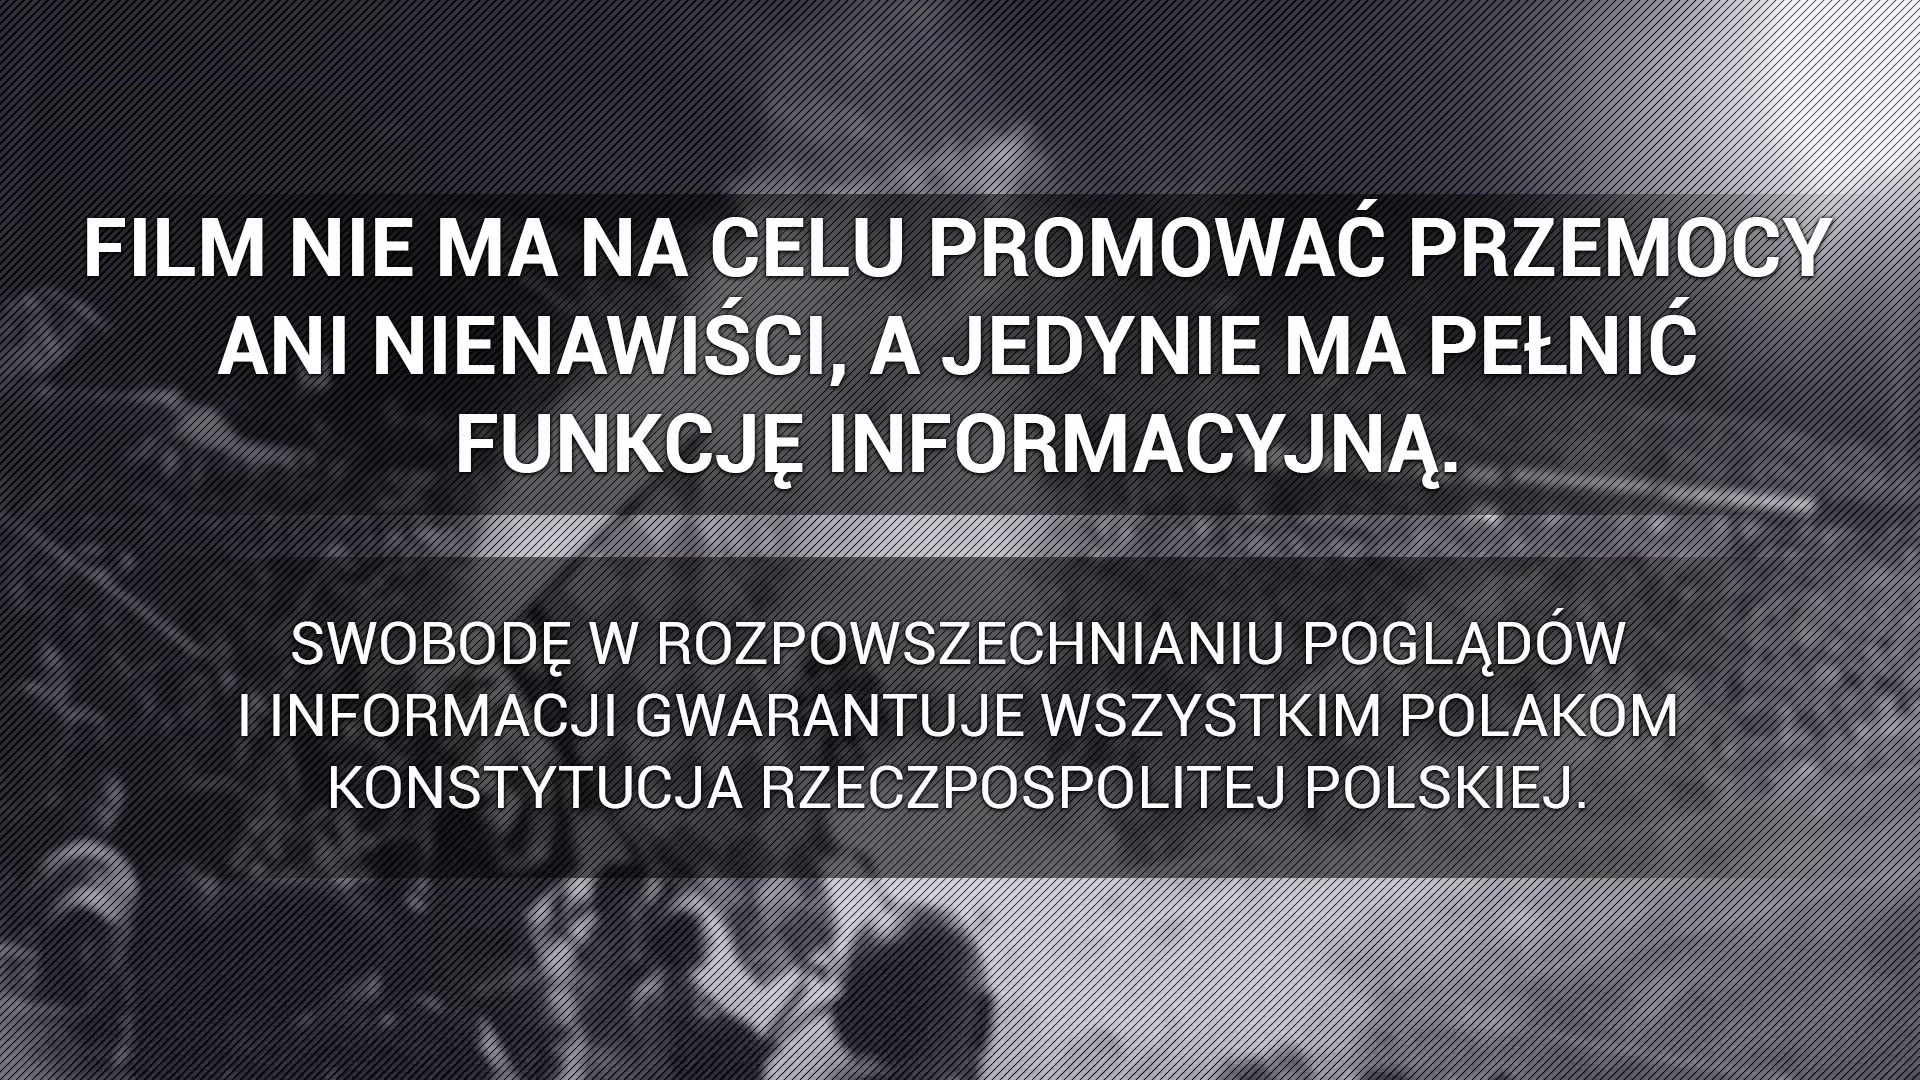 FILM NIE MA NA CELU PROMOWAĆ PRZEMOCY
ANI NIENAWIŚCI, A JEDYNIE MA PEŁNIĆ
FUNKCJĘ INFORMACYJNĄ.
SWOBODĘ W ROZPOWSZECHNIANIU POGLĄDÓW
I INFORMACJI GWARANTUJE WSZYSTKIM POLAKOM
KONSTYTUCJA RZECZPOSPOLITEJ POLSKIEJ.